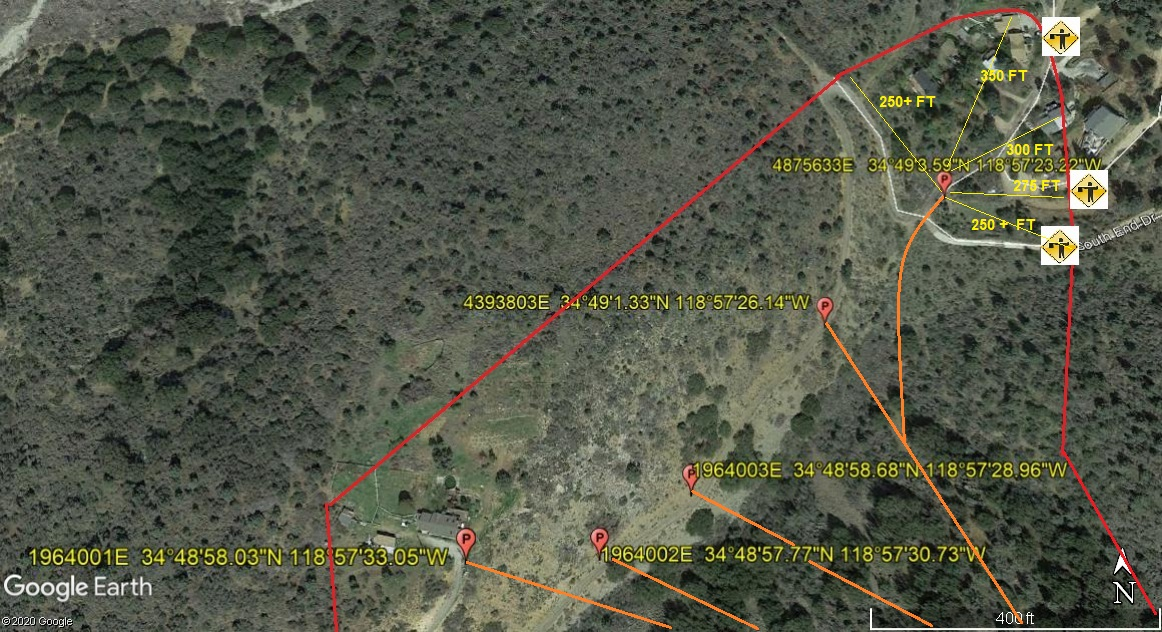 350 FT
250+ FT
300 FT
4875633E 34°49'3.59"N 118°57'23.22"W
275 FT
250 + FT
South End Dr
4393803E 34°49'1.33"N 118°57'26.14"W
1964003E 34°48'58.68"N 118°57'28.96"W
1964001E 34°48'58.03"N 118°57'33.05"W
1964002E 34°48'57.77"N 118°57'30.73"W
Google Earth
©2020 Google
N
400 ft
P
P
P
P
P